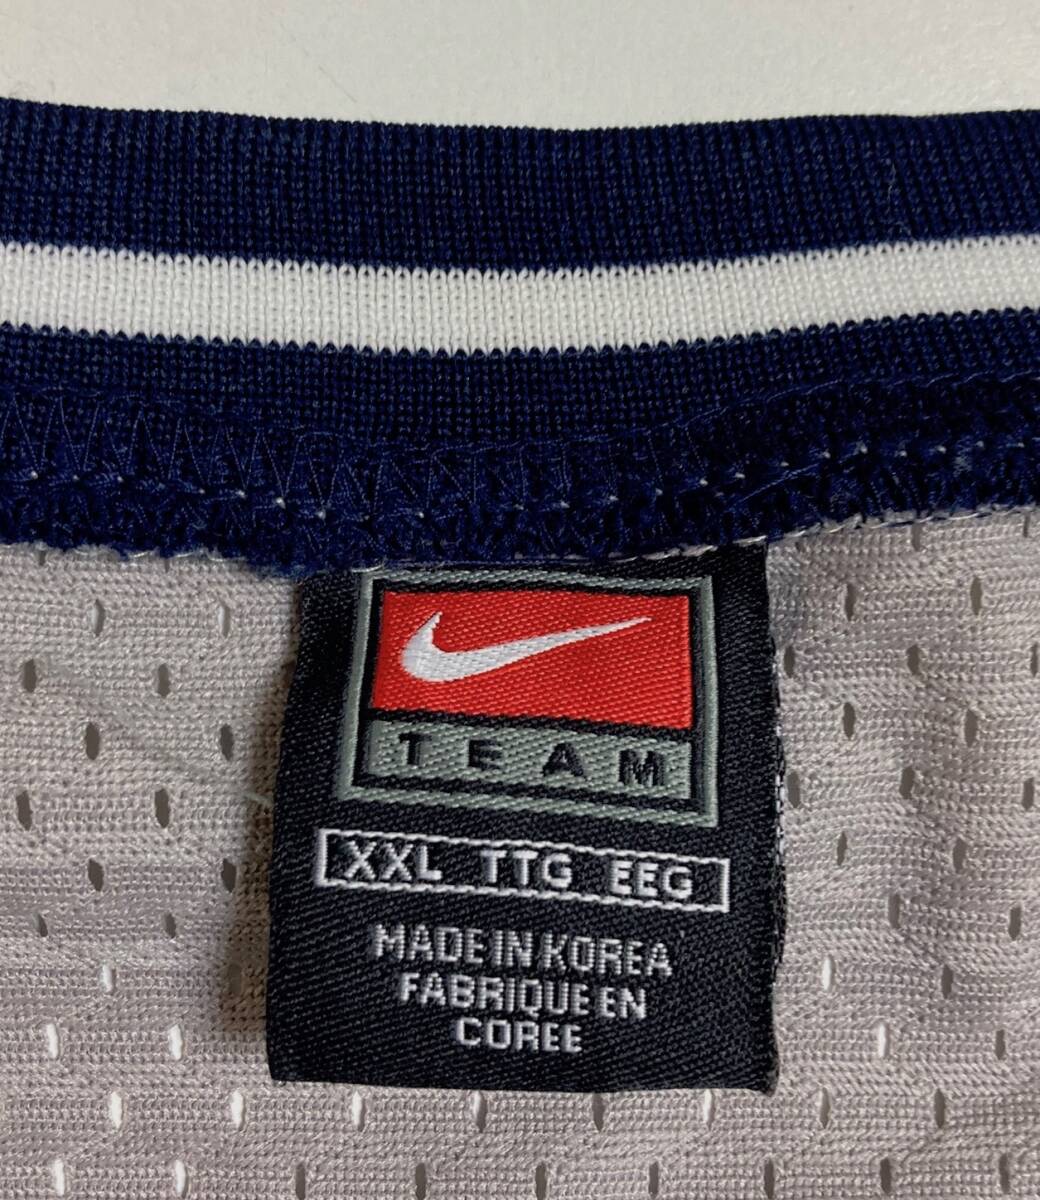 TEAM
XXL TTG EEG
MADE IN KOREA
FABRIQUE EN
COREE